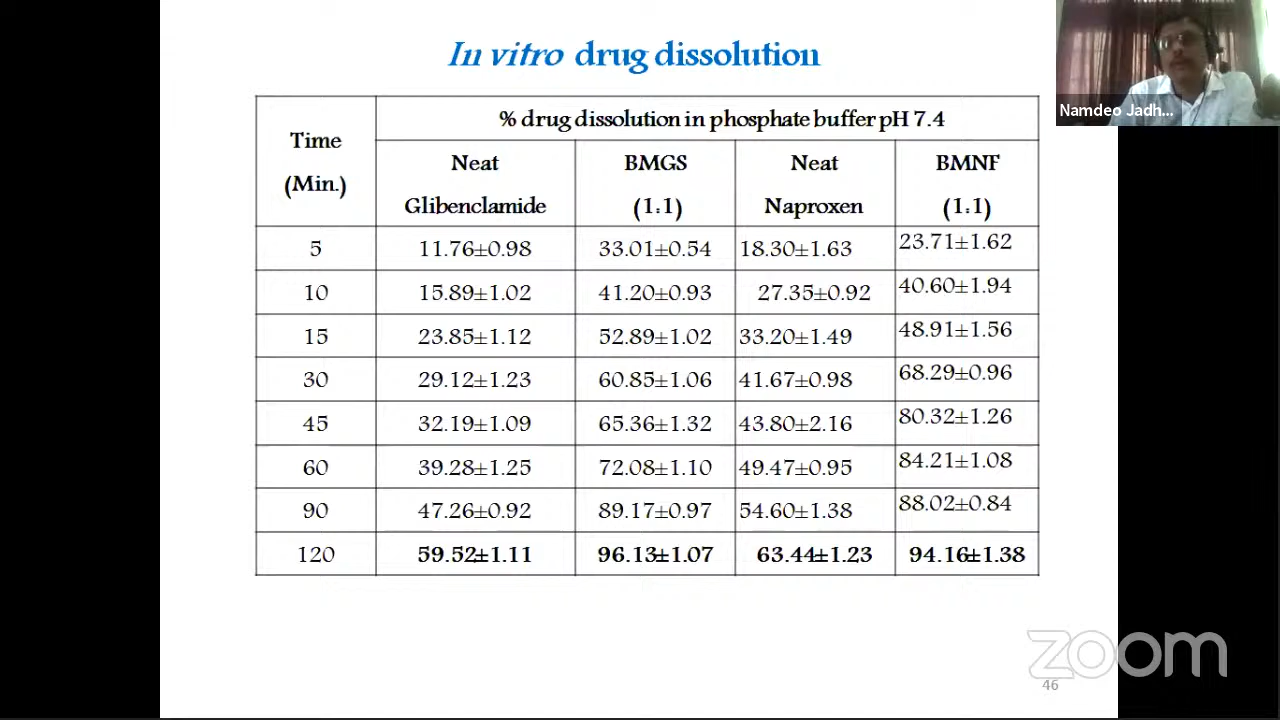 In vitro drug dissolution
Namdeo Jadh...
Time
(Min.)
% drug dissolution in phosphate buffer pH 7.4
Neat
Glibenclamide
BMGS
(1:1)
Neat
Naproxen
BMNF
(1:1)
5 11.76±0.98 33.01±0.54 18.30±1.63 23.71±1.62
10 15.89±1.02 41.20±0.93 27.35±0.92 40.60±1.94
15 23.85±1.12 52.89±1.02 33.20±1.49 48.91±1.56
30 29.12±1.23 60.85±1.06 41.67±0.98 68.29±0.96
45 32.19±1.09 65.36±1.32 43.80±2.16 80.32±1.26
60 39.28±1.25 72.08±1.10 49.47±0.95 84.21±1.08
90 47.26±0.92 89.17±0.97 54.60±1.38 88.02±0.84
120 59.52±1.11 96.13±1.07 63.44±1.23 94.16±1.38
zoom
46